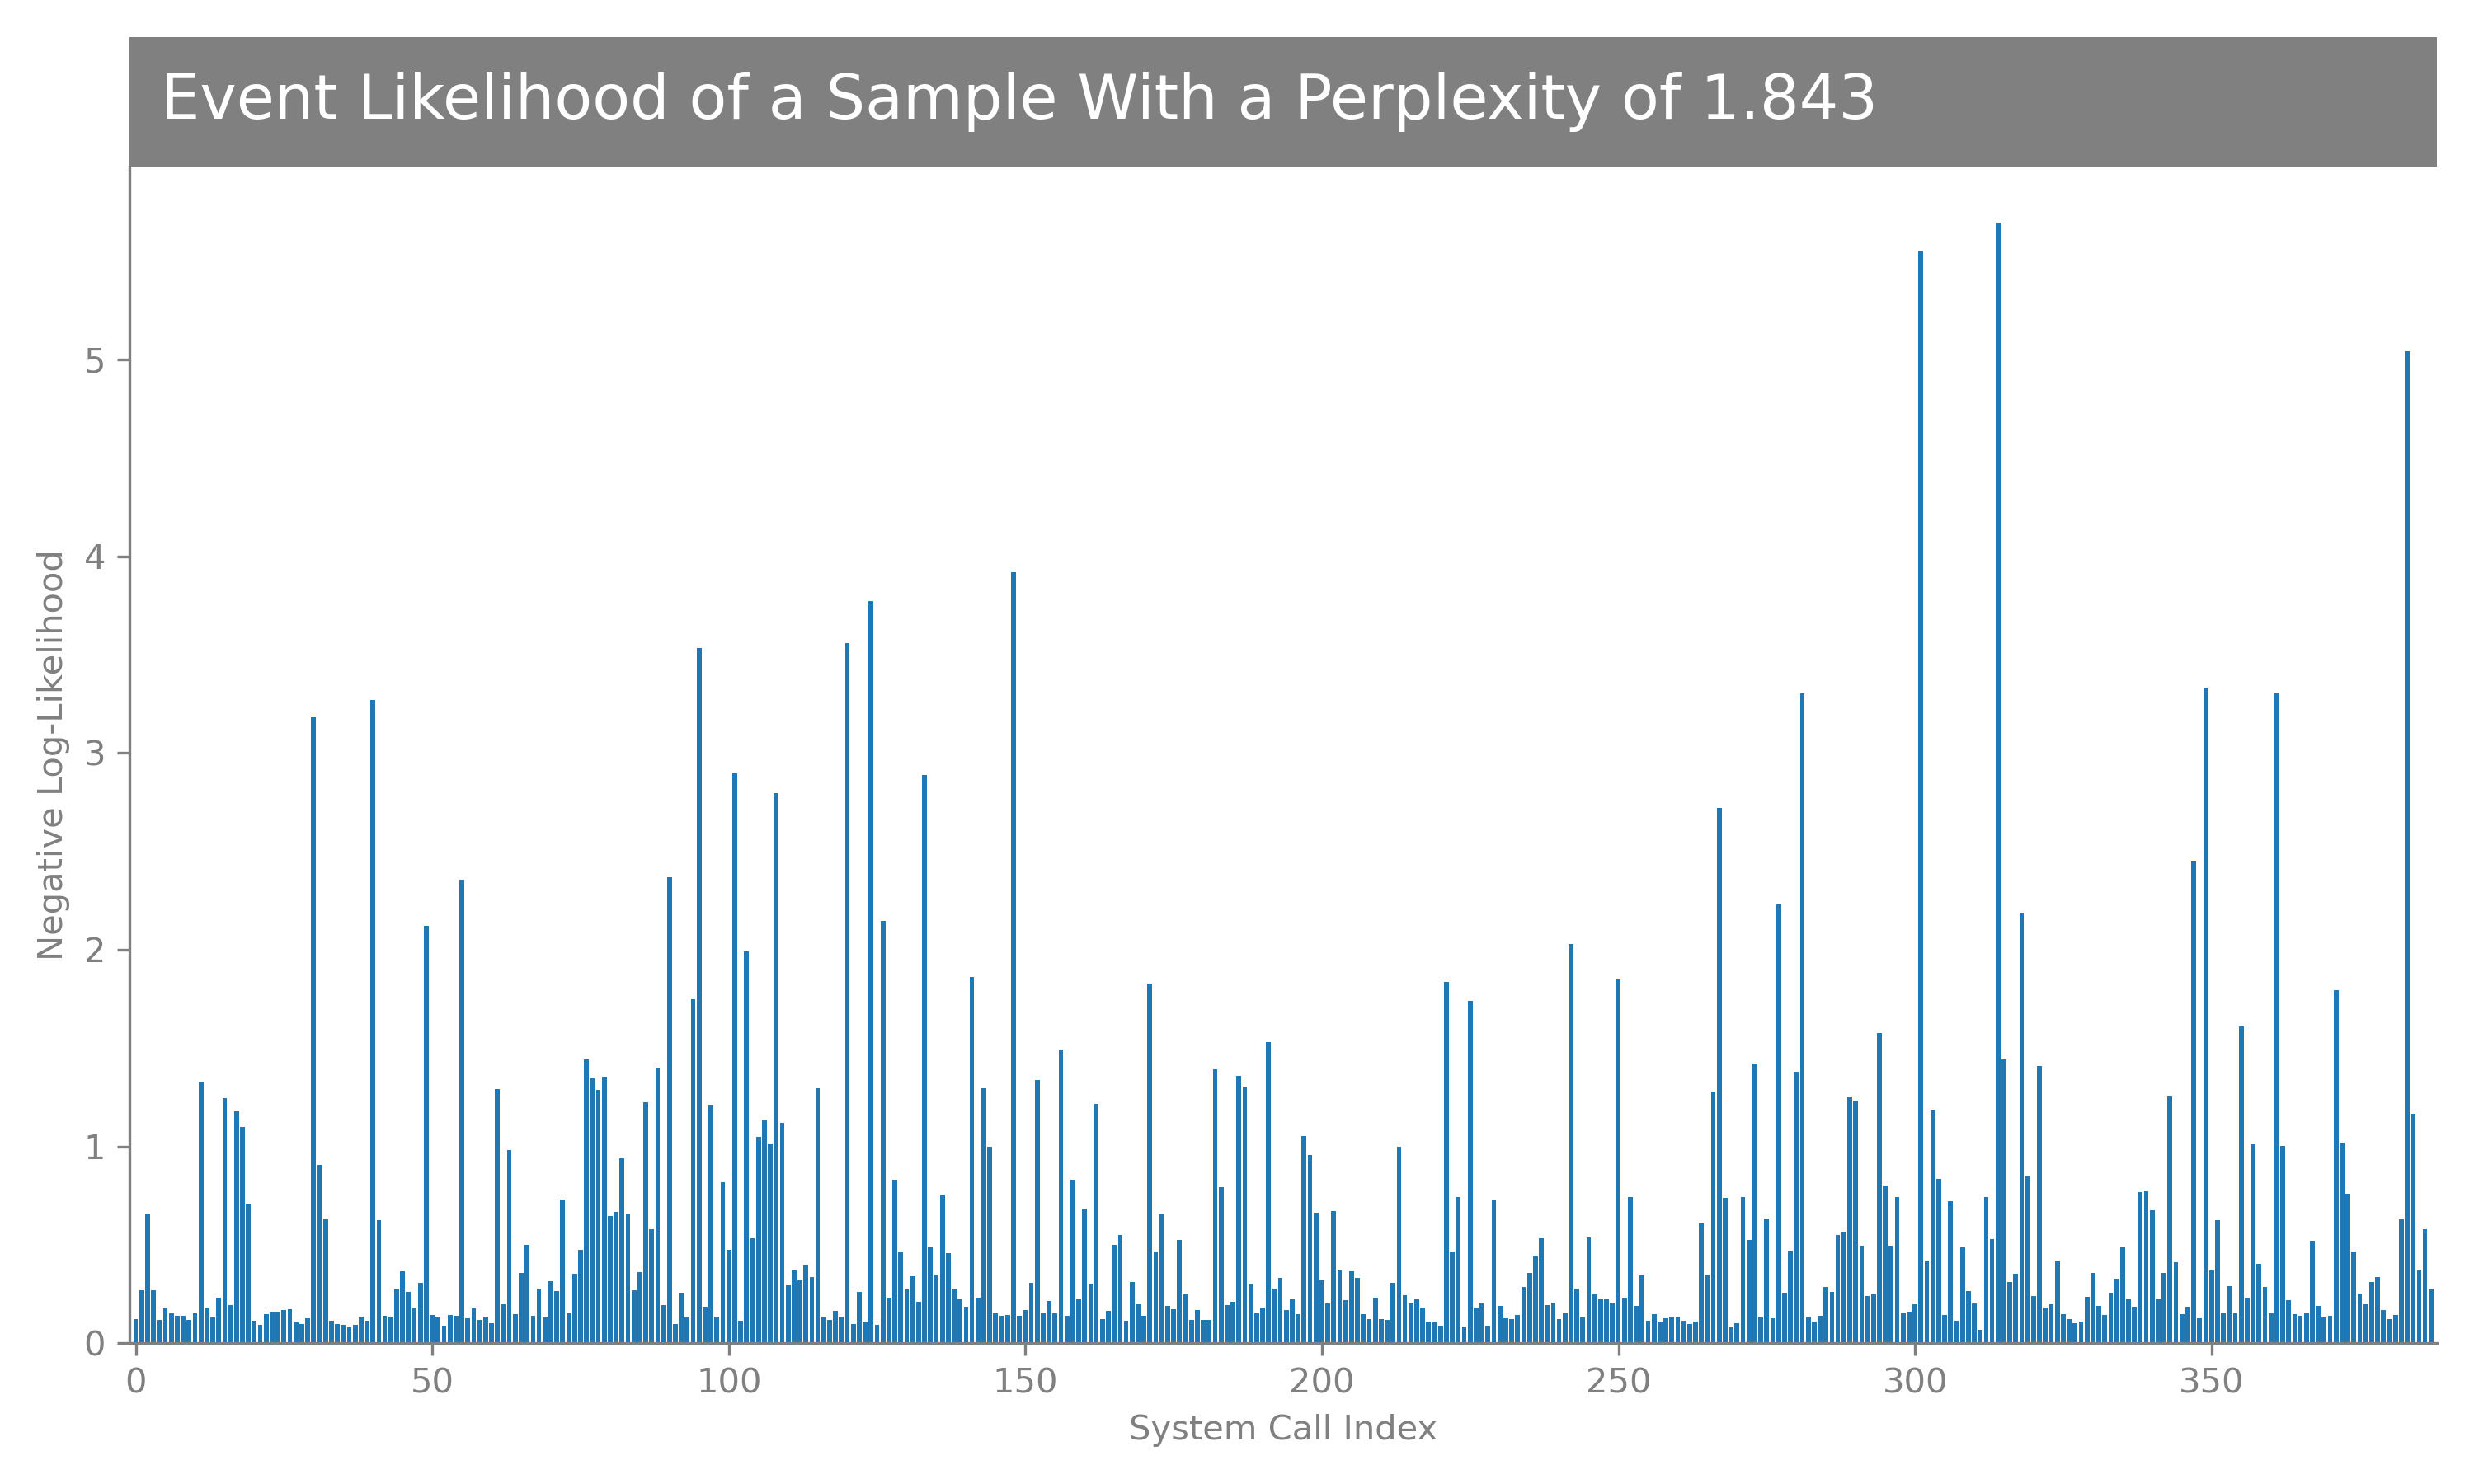 Event Likelihood of a Sample With a Perplexity of 1.843
Negative Log-Likelihood
5
4
3
2
1
0
0 50 100 150 200 250 300 350
System Call Index